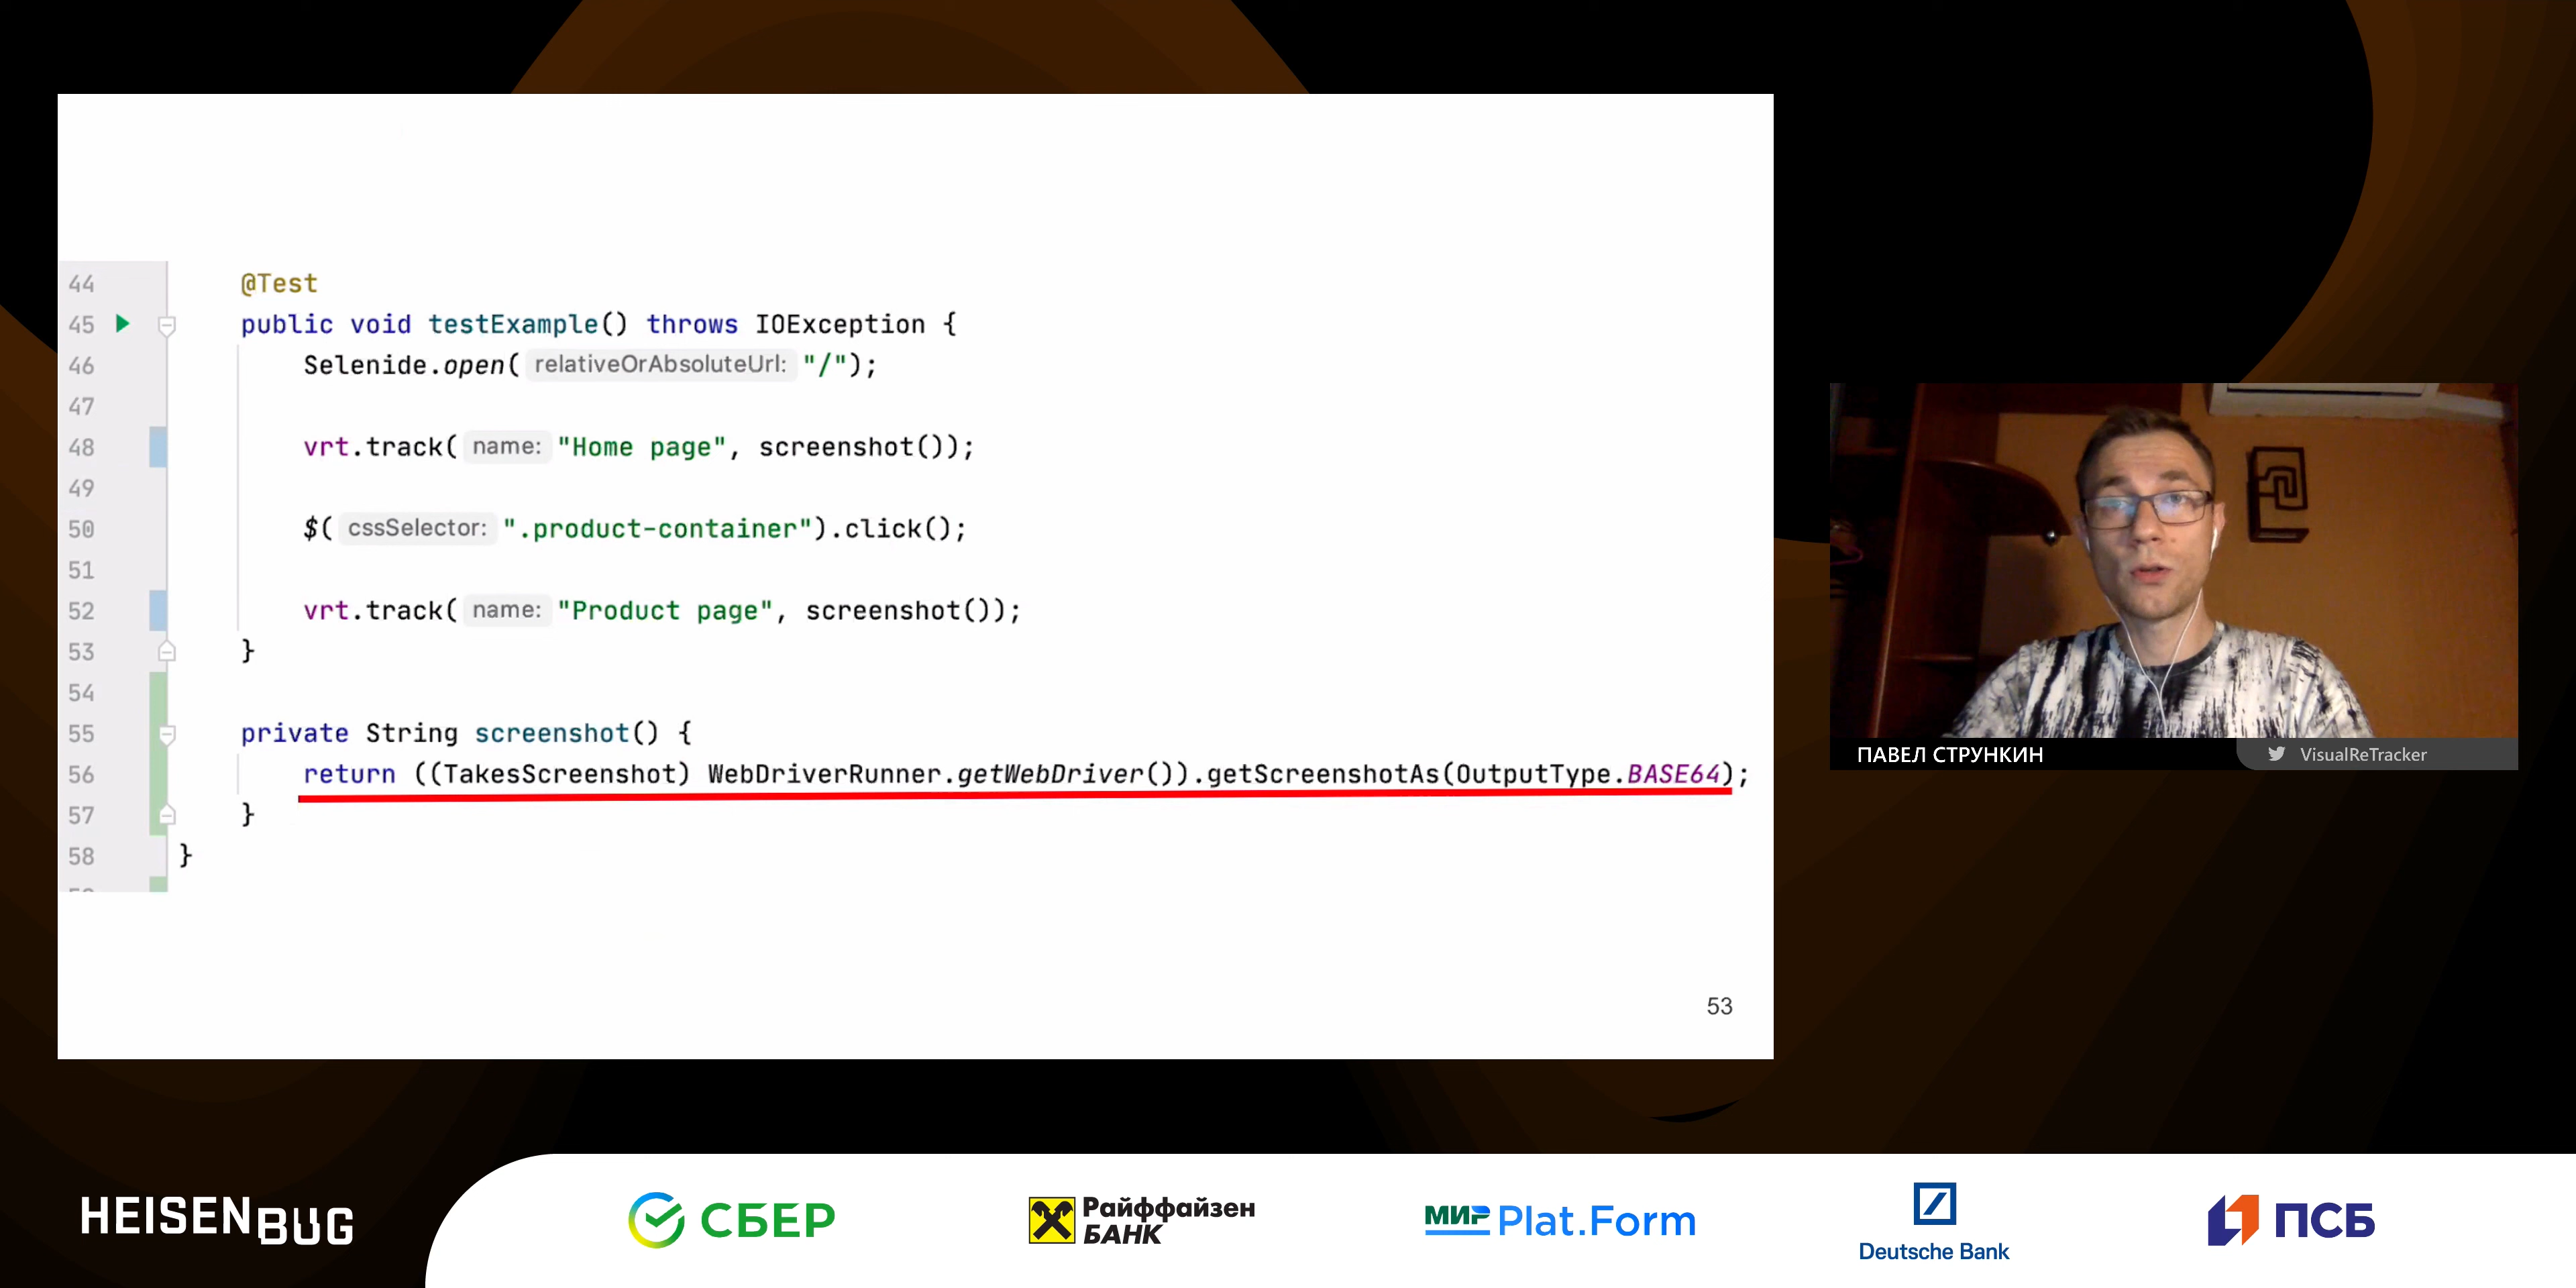 44 @Test
45 public void testExample() throws IOException {
46 Selenide.open( relativeOrAbsoluteUrl: "/");
47
48 vrt.track( name: "Home page", screenshot());
49
50 $( cssSelector: ".product-container").click();
51
52 vrt.track( name: "Product page", screenshot());
53 }
54
55 private String screenshot() {
56 return ((TakesScreenshot) WebDriverRunner.getWebDriver()).getScreenshotAs(OutputType.BASE64);
57 }
58 }
53
ПАВЕЛ СТРУНКИН
VisualReTracker
HEISENBUG
СБЕР
Райффайзен
БАНК
МИР Plat.Form
Deutsche Bank
ПСБ